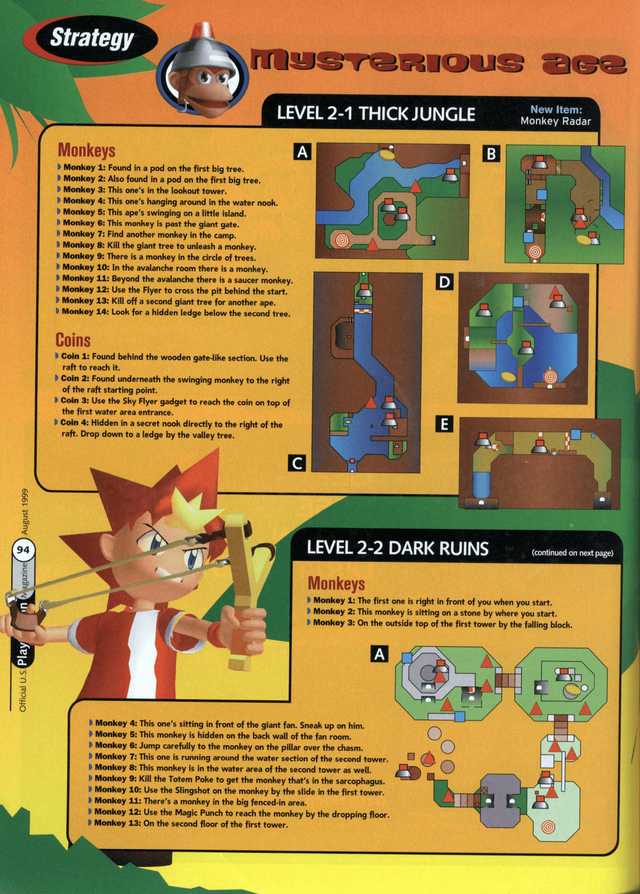 Strategy
Mysterious age
LEVEL 2-1 THICK JUNGLE
New Item:
Monkey Radar
Monkeys
Monkey 1: Found in a pod on the first big tree.
Monkey 2: Also found in a pod on the first big tree.
Monkey 3: This one's in the lookout tower.
Monkey 4: This one's hanging around in the water nook.
Monkey 5: This ape's swinging on a little island.
Monkey 6: This monkey is past the giant gate.
Monkey 7: Find another monkey in the camp.
Monkey 8: Kill the giant tree to unleash a monkey.
Monkey 9: There is a monkey in the circle of trees.
Monkey 10: In the avalanche room there is a monkey.
Monkey 11: Beyond the avalanche there is a saucer monkey.
Monkey 12: Use the Flyer to cross the pit behind the start.
Monkey 13: Kill off a second giant tree for another ape.
Monkey 14: Look for a hidden ledge below the second tree.
Coins
Coin 1: Found behind the wooden gate-like section. Use the
raft to reach it.
Coin 2: Found underneath the swinging monkey to the right
of the raft starting point.
Coin 3: Use the Sky Flyer gadget to reach the coin on top of
the first water area entrance.
Coin 4: Hidden in a secret nook directly to the right of the
raft. Drop down to a ledge by the valley tree.
A
B
D
C
E
August 1999
94
Official U.S. Play n Magazine
LEVEL 2-2 DARK RUINS
(continued on next page)
Monkeys
Monkey 1: The first one is right in front of you when you start.
Monkey 2: This monkey is sitting on a stone by where you start.
Monkey 3: On the outside top of the first tower by the falling block.
A
Monkey 4: This one's sitting in front of the giant fan. Sneak up on him.
Monkey 5: This monkey is hidden on the back wall of the fan room.
Monkey 6: Jump carefully to the monkey on the pillar over the chasm.
Monkey 7: This one is running around the water section of the second tower.
Monkey 8: This monkey is in the water area of the second tower as well.
Monkey 9: Kill the Totem Poke to get the monkey that's in the sarcophagus.
Monkey 10: Use the Slingshot on the monkey by the slide in the first tower.
Monkey 11: There's a monkey in the big fenced-in area.
Monkey 12: Use the Magic Punch to reach the monkey by the dropping floor.
Monkey 13: On the second floor of the first tower.